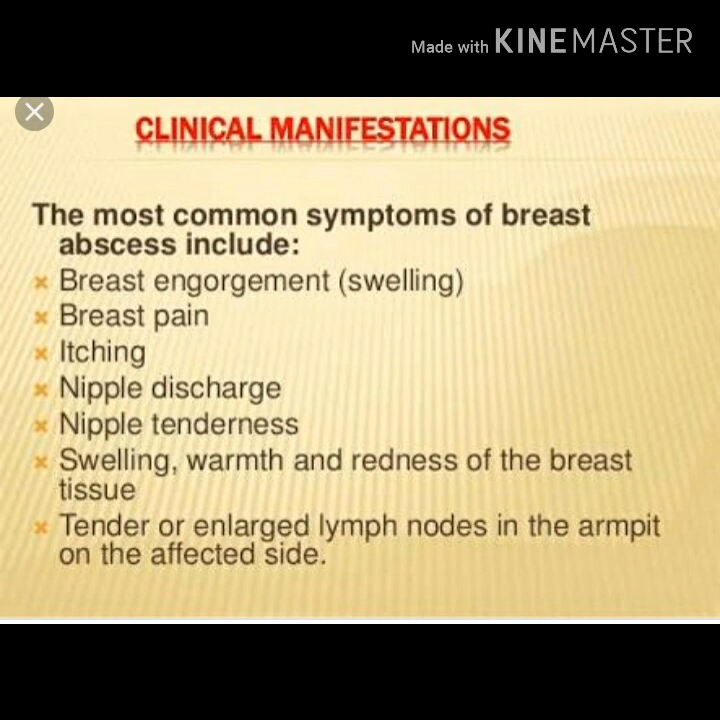 Made with KINEMASTER
CLINICAL MANIFESTATIONS
The most common symptoms of breast
abscess include:
Breast engorgement (swelling)
Breast pain
Itching
Nipple discharge
Nipple tenderness
Swelling, warmth and redness of the breast
tissue
Tender or enlarged lymph nodes in the armpit
on the affected side.